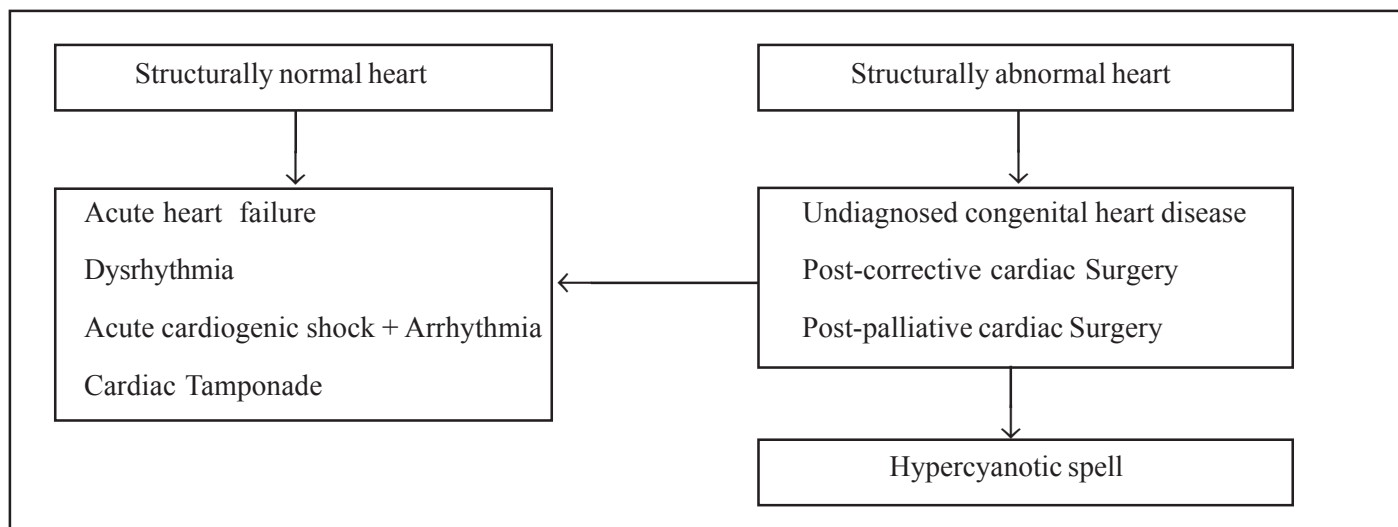 Structurally normal heart
Structurally abnormal heart
Acute heart failure
Dysrhythmia
Acute cardiogenic shock + Arrhythmia
Cardiac Tamponade
Undiagnosed congenital heart disease
Post-corrective cardiac Surgery
Post-palliative cardiac Surgery
Hypercyanotic spell